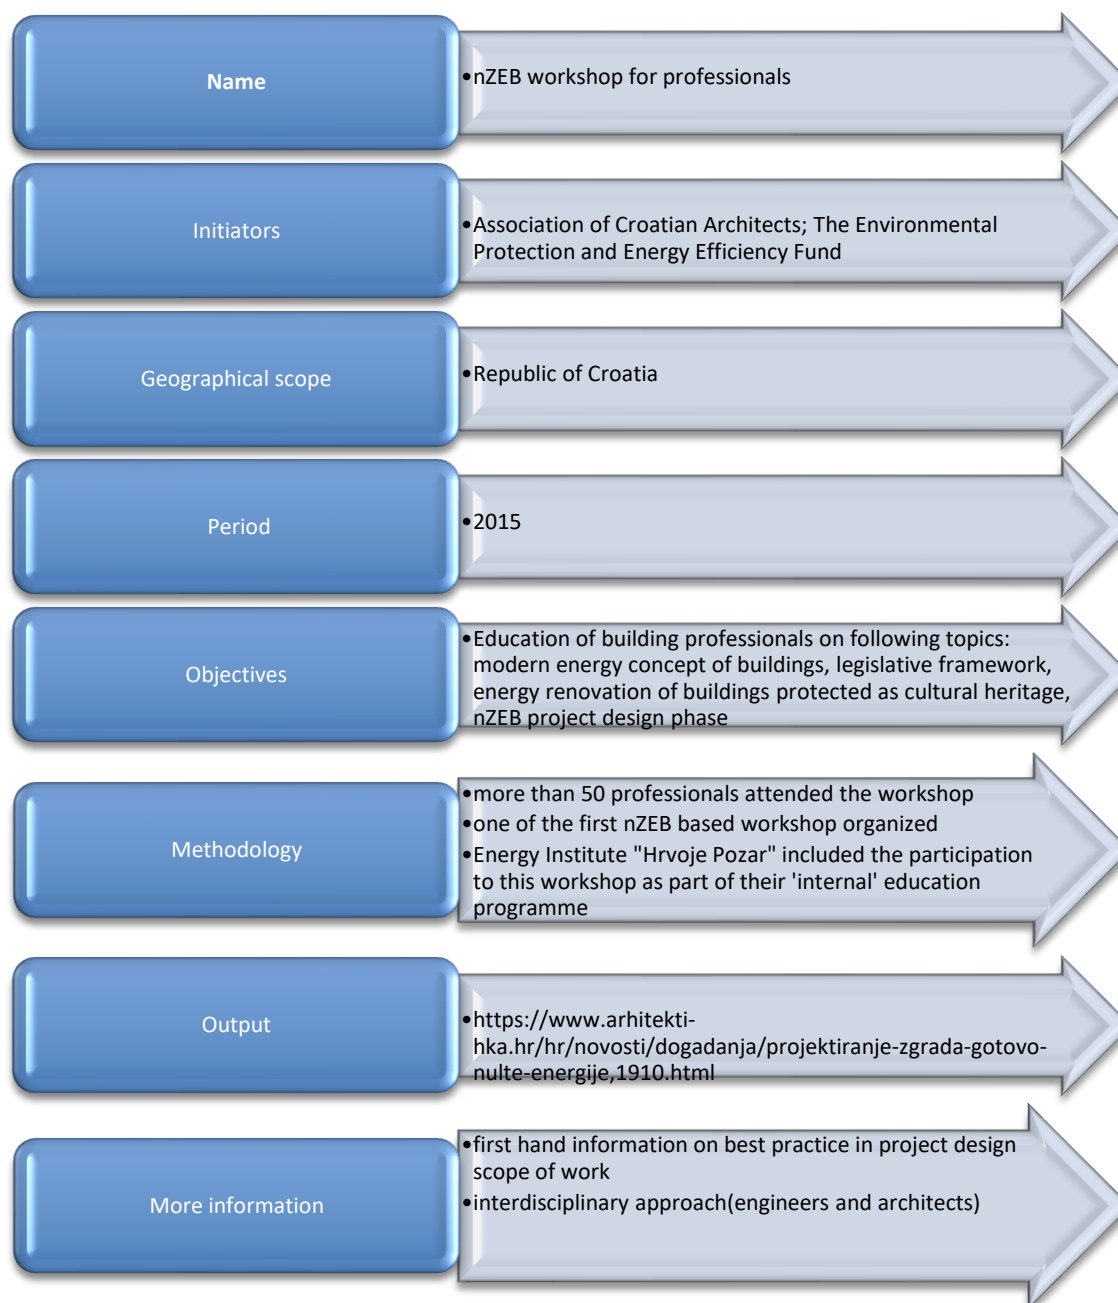 Name
•nZEB workshop for professionals
Initiators
•Association of Croatian Architects; The Environmental
Protection and Energy Efficiency Fund
Geographical scope
•Republic of Croatia
Period
•2015
Objectives
•Education of building professionals on following topics:
modern energy concept of buildings, legislative framework,
energy renovation of buildings protected as cultural heritage,
nZEB project design phase
Methodology
•more than 50 professionals attended the workshop
•one of the first nZEB based workshop organized
•Energy Institute "Hrvoje Pozar" included the participation
to this workshop as part of their 'internal' education
programme
Output
•https://www.arhitekti-
hka.hr/hr/novosti/dogadanja/projektiranje-zgrada-gotovo-
nulte-energije,1910.html
More information
•first hand information on best practice in project design
scope of work
•interdisciplinary approach(engineers and architects)